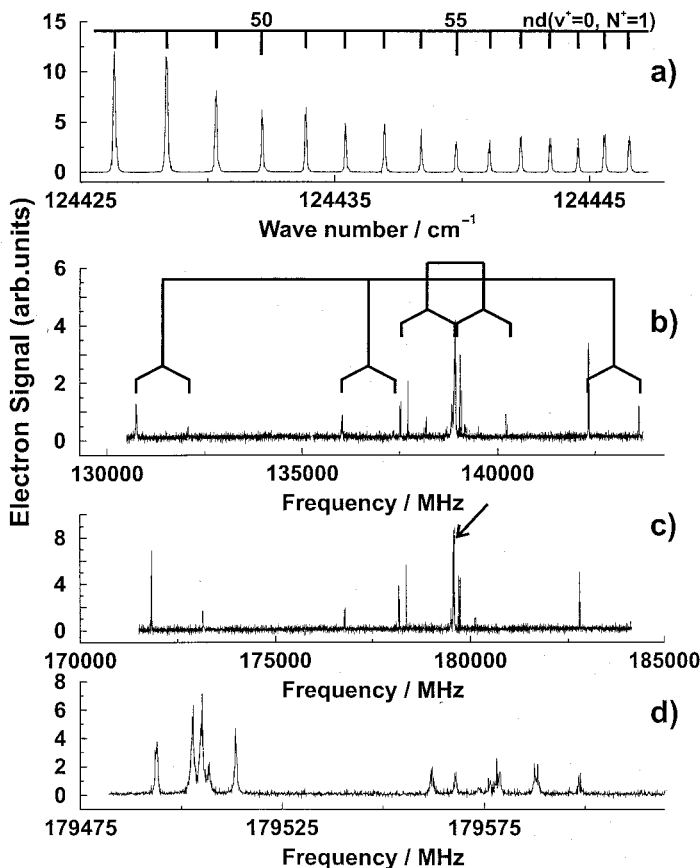 50 55 nd(v⁺=0, N⁺=1)
15
10
5
0
a)
124425 124435 124445
Wave number / cm⁻¹
Electron Signal (arb.units)
6
4
2
0
b)
130000 135000 140000
Frequency / MHz
8
4
0
c)
170000 175000 180000 185000
Frequency / MHz
8
6
4
2
0
d)
179475 179525 179575
Frequency / MHz